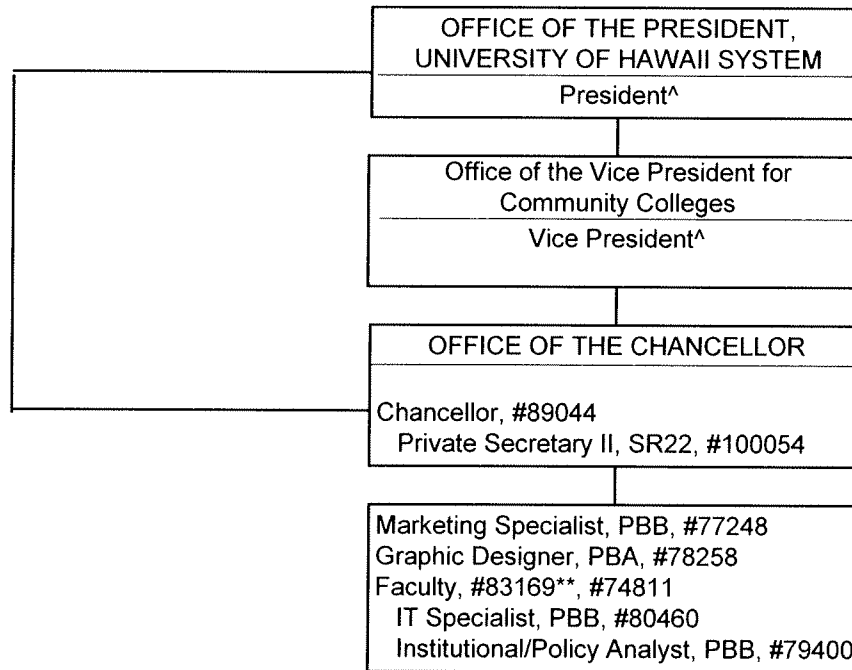 OFFICE OF THE PRESIDENT,
UNIVERSITY OF HAWAII SYSTEM
President^
Office of the Vice President for
Community Colleges
Vice President^
OFFICE OF THE CHANCELLOR
Chancellor, #89044
Private Secretary II, SR22, #100054
Marketing Specialist, PBB, #77248
Graphic Designer, PBA, #78258
Faculty, #83169**, #74811
IT Specialist, PBB, #80460
Institutional/Policy Analyst, PBB, #79400